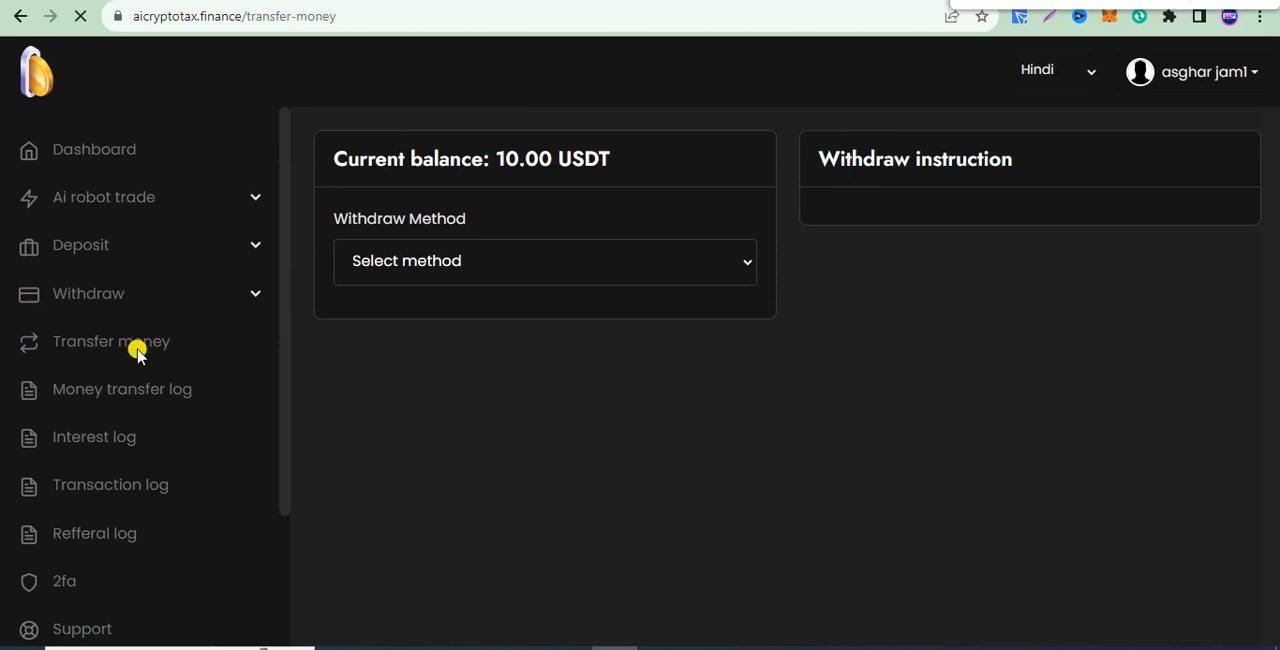 aicryptotax.finance/transfer-money
Hindi
asghar jam1
Dashboard
Ai robot trade
Deposit
Withdraw
Transfer money
Money transfer log
Interest log
Transaction log
Refferal log
2fa
Support
Current balance: 10.00 USDT
Withdraw Method
Select method
Withdraw instruction